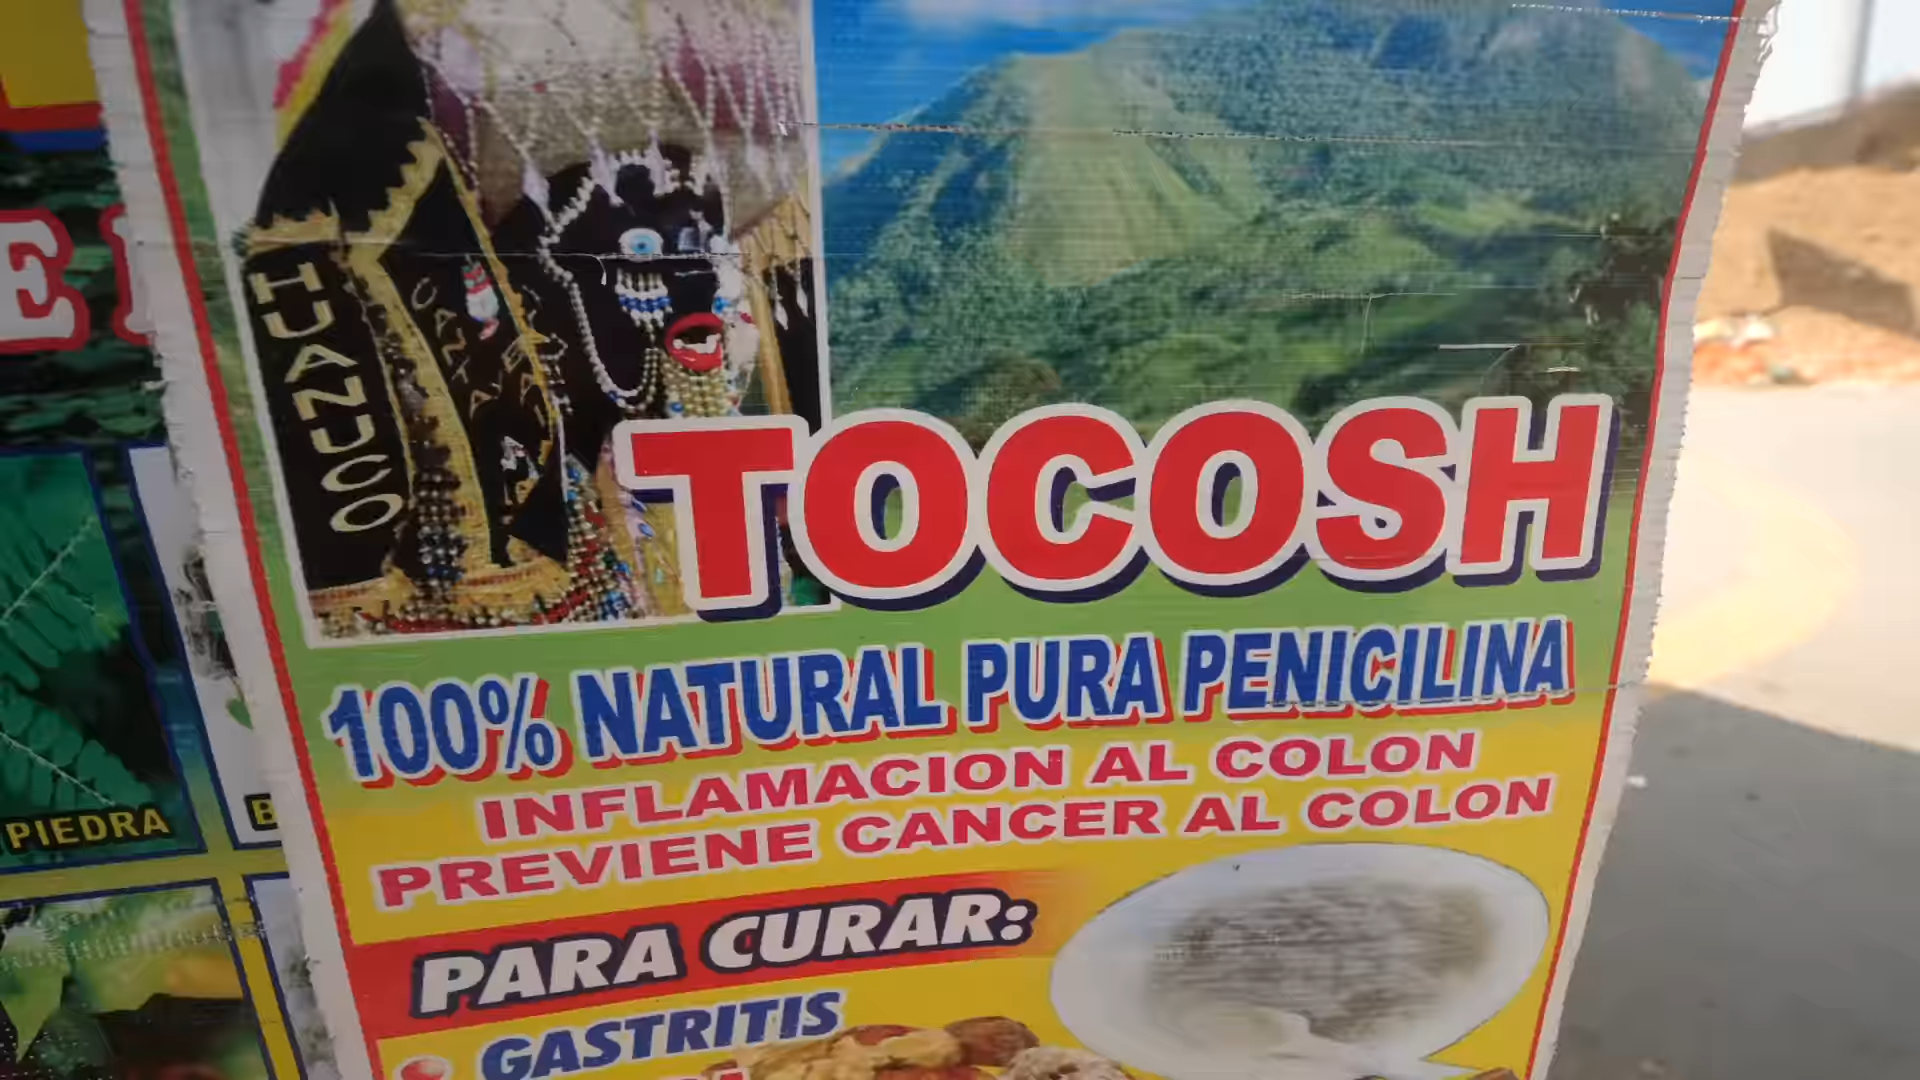 HUANUCO
TOCOSH
100% NATURAL PURA PENICILINA
INFLAMACION AL COLON
PREVIENE CANCER AL COLON
PARA CURAR:
GASTRITIS
PIEDRA